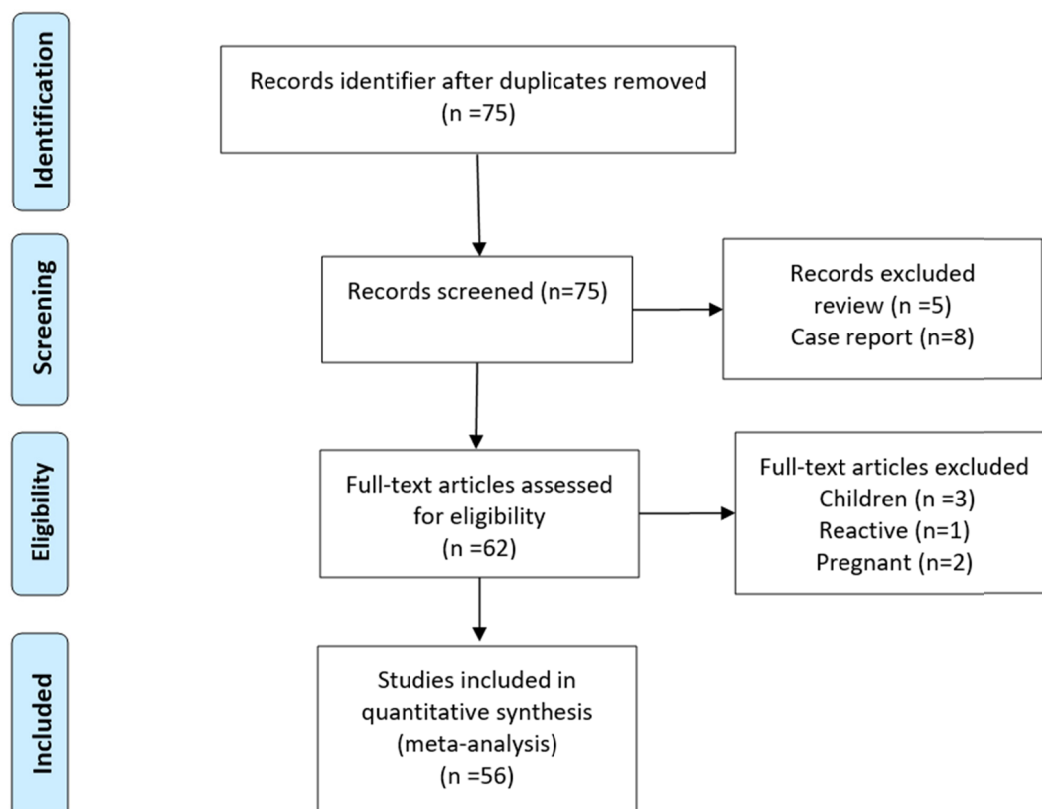 Identification
Records identifier after duplicates removed
(n =75)
Screening
Records screened (n=75)
Records excluded
review (n =5)
Case report (n=8)
Eligibility
Full-text articles assessed
for eligibility
(n =62)
Full-text articles excluded
Children (n =3)
Reactive (n=1)
Pregnant (n=2)
Included
Studies included in
quantitative synthesis
(meta-analysis)
(n =56)